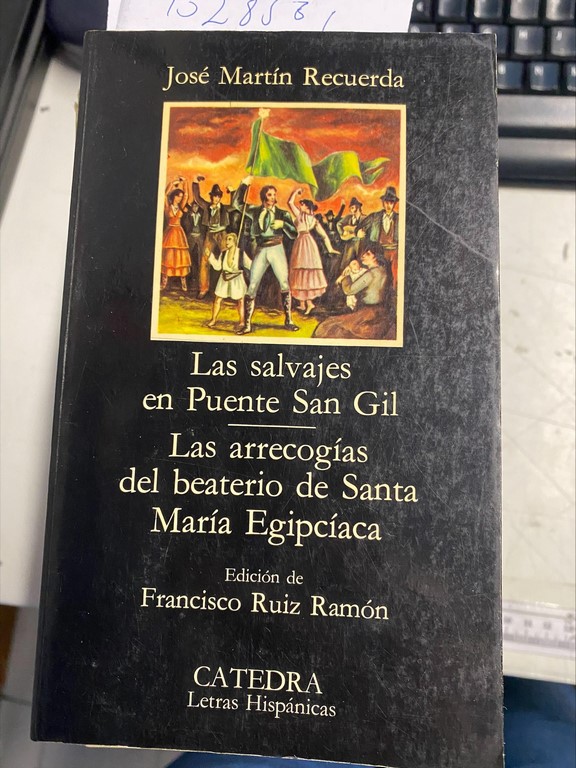 José Martín Recuerda
Las salvajes
en Puente San Gil
Las arrecogías
del beaterio de Santa
María Egipcíaca
Edición de
Francisco Ruiz Ramón
CATEDRA
Letras Hispánicas